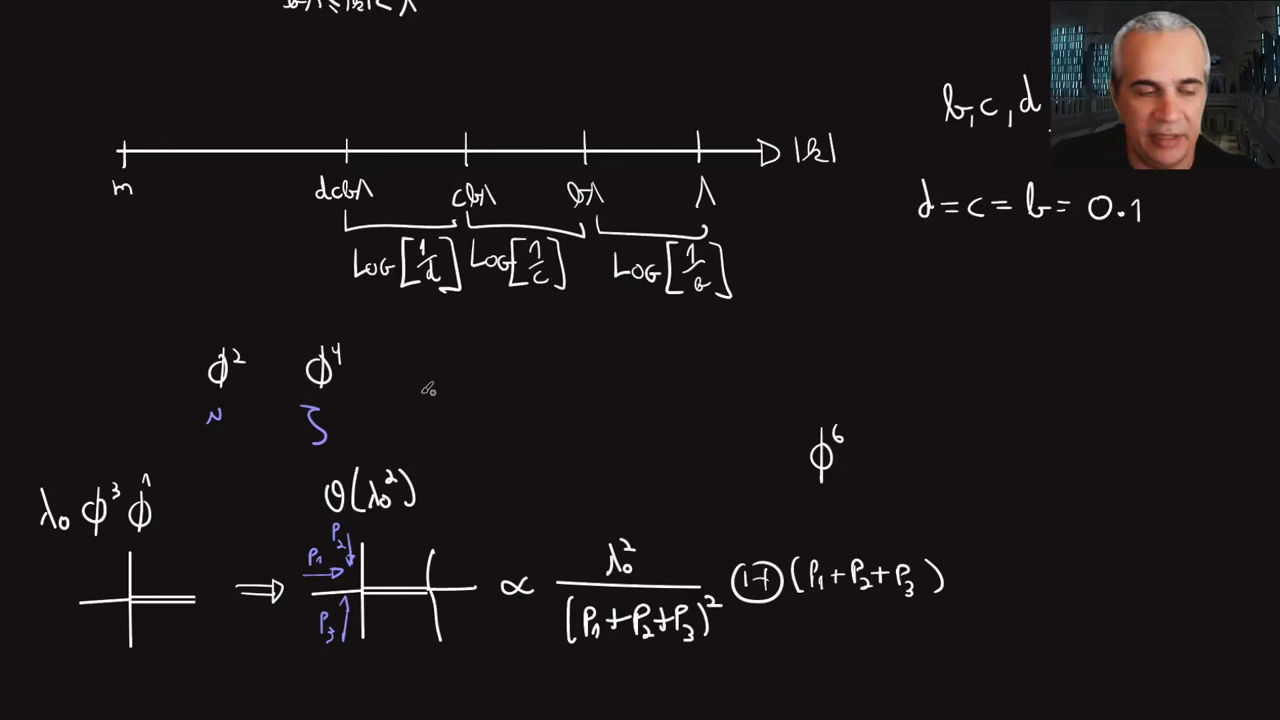 bΛ≤|k|<Λ
b, c, d
|k|
m dcbΛ cbΛ bΛ Λ
d = c = b = 0.1
LOG[1/d] LOG[1/c] LOG[1/b]
ϕ² ϕ⁴
μ ζ
ϕ⁶
λ₀ ϕ³ ϕ̂ O(λ₀²)
P₁ P₂ P₃
⇒ ∝ λ₀² / (P₁+P₂+P₃)² Ⓗ (P₁+P₂+P₃)